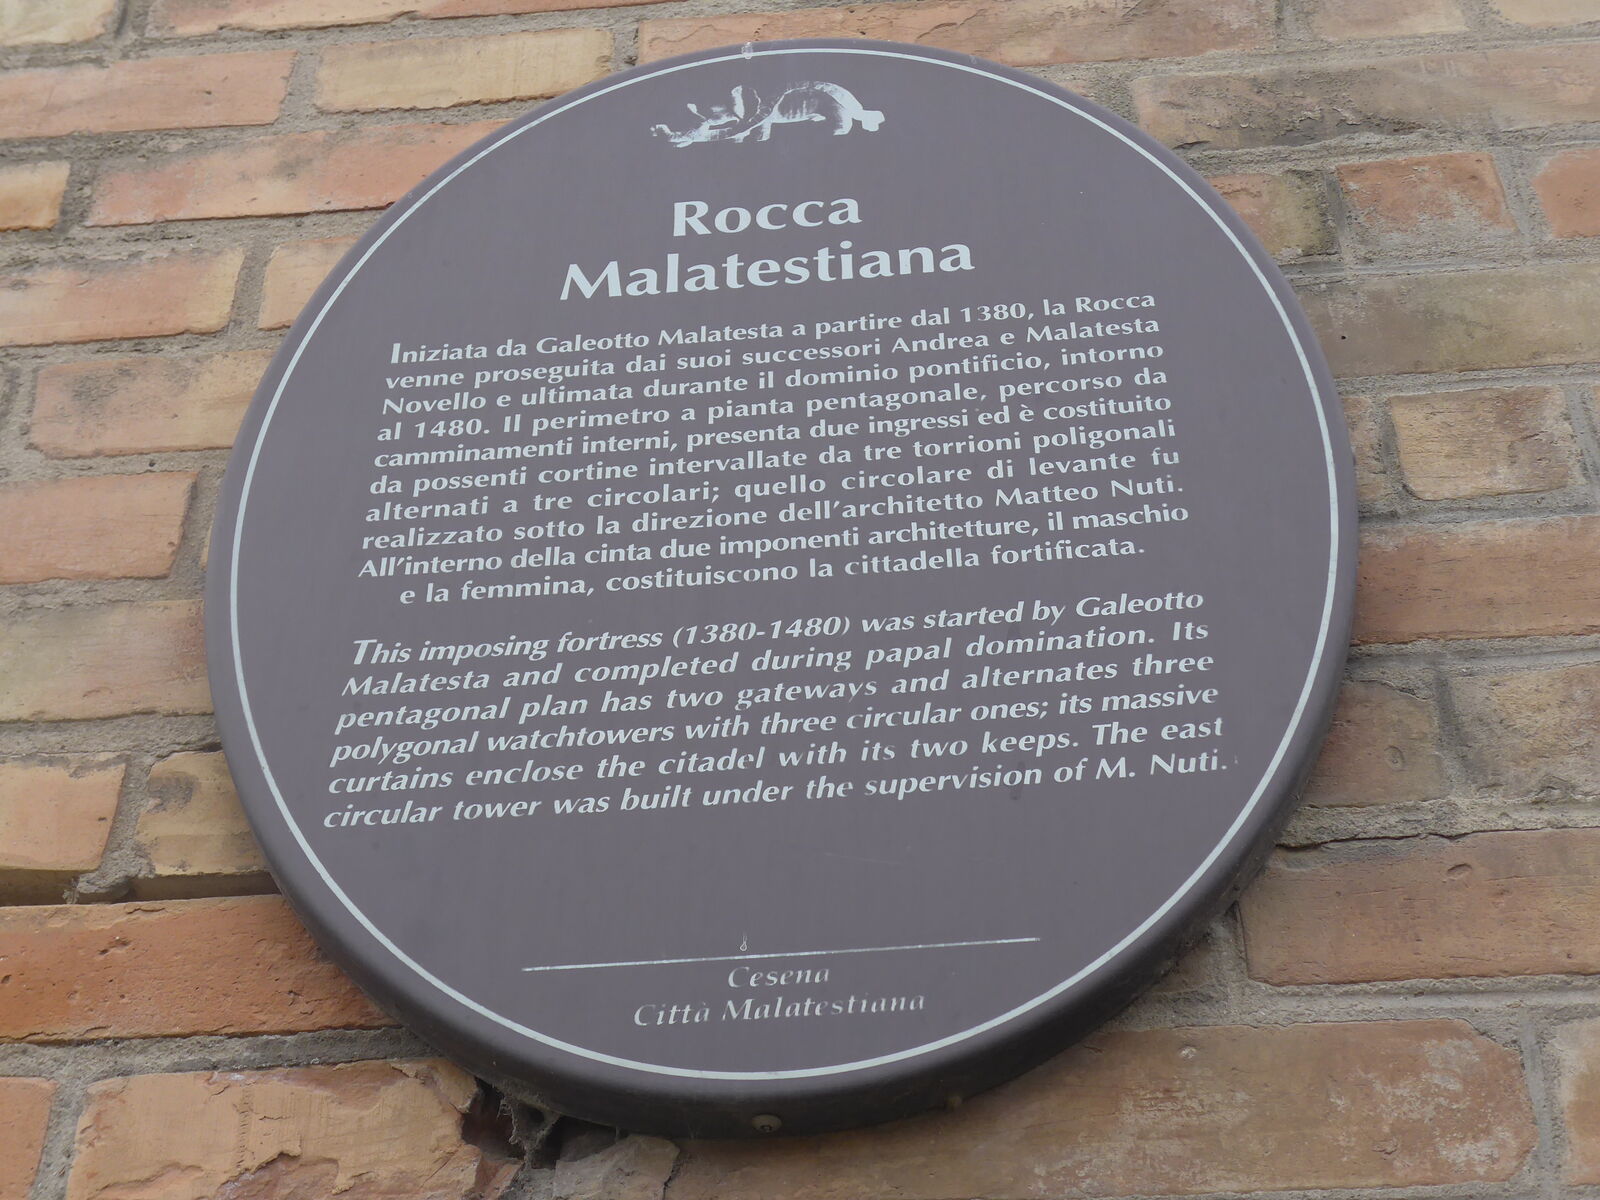 Rocca
Malatestiana
Iniziata da Galeotto Malatesta a partire dal 1380, la Rocca
venne proseguita dai suoi successori Andrea e Malatesta
Novello e ultimata durante il dominio pontificio, intorno
al 1480. Il perimetro a pianta pentagonale, percorso da
camminamenti interni, presenta due ingressi ed è costituito
da possenti cortine intervallate da tre torrioni poligonali
alternati a tre circolari; quello circolare di levante fu
realizzato sotto la direzione dell'architetto Matteo Nuti.
All'interno della cinta due imponenti architetture, il maschio
e la femmina, costituiscono la cittadella fortificata.
This imposing fortress (1380-1480) was started by Galeotto
Malatesta and completed during papal domination. Its
pentagonal plan has two gateways and alternates three
polygonal watchtowers with three circular ones; its massive
curtains enclose the citadel with its two keeps. The east
circular tower was built under the supervision of M. Nuti.
Cesena
Città Malatestiana